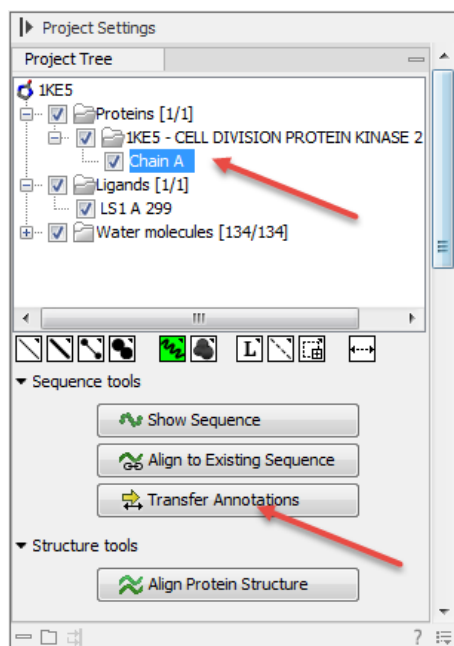 Project Settings
Project Tree
1KE5
Proteins [1/1]
1KE5 - CELL DIVISION PROTEIN KINASE 2
Chain A
Ligands [1/1]
LS1 A 299
Water molecules [134/134]
L
Sequence tools
Show Sequence
Align to Existing Sequence
Transfer Annotations
Structure tools
Align Protein Structure
?